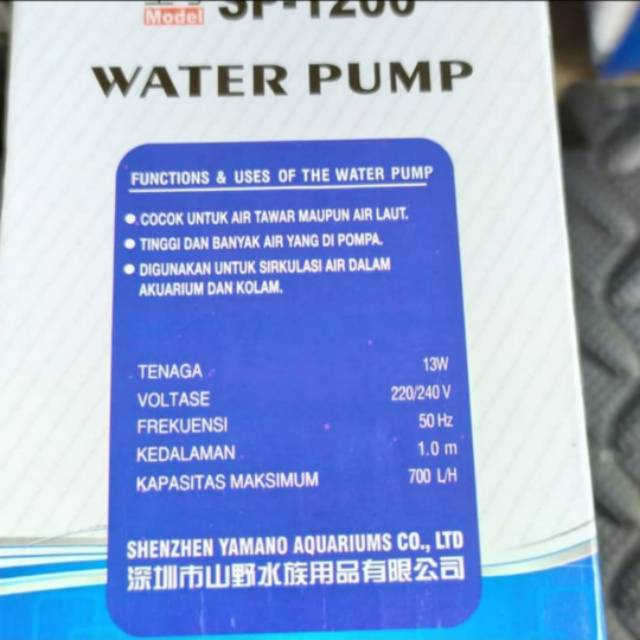 Model SP-1200
WATER PUMP
FUNCTIONS & USES OF THE WATER PUMP
COCOK UNTUK AIR TAWAR MAUPUN AIR LAUT.
TINGGI DAN BANYAK AIR YANG DI POMPA.
DIGUNAKAN UNTUK SIRKULASI AIR DALAM
AKUARIUM DAN KOLAM.
TENAGA 13W
VOLTASE 220/240 V
FREKUENSI 50 Hz
KEDALAMAN 1.0 m
KAPASITAS MAKSIMUM 700 L/H
SHENZHEN YAMANO AQUARIUMS CO., LTD
深圳市山野水族用品有限公司